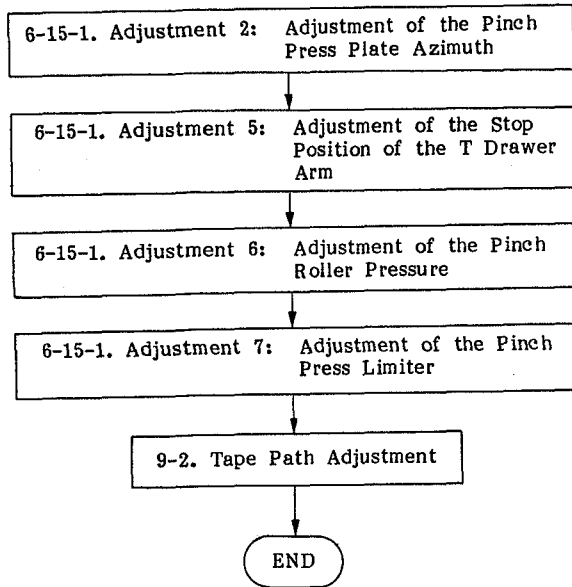 6-15-1. Adjustment 2: Adjustment of the Pinch
Press Plate Azimuth
6-15-1. Adjustment 5: Adjustment of the Stop
Position of the T Drawer
Arm
6-15-1. Adjustment 6: Adjustment of the Pinch
Roller Pressure
6-15-1. Adjustment 7: Adjustment of the Pinch
Press Limiter
9-2. Tape Path Adjustment
END